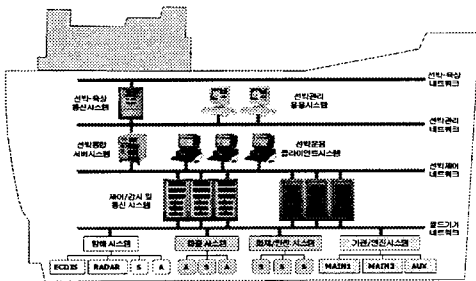 선박-육상
네트워크
선박-육상
통신시스템
선박관리
응용시스템
선박관리
네트워크
선박통합
서버시스템
선박운용
클라이언트시스템
선박제어
네트워크
제어/감시 및
통신 시스템
필드기기
네트워크
항해 시스템
화물 시스템
화재/안전 시스템
기관/엔진시스템
ECDIS RADAR S A
A S A
S S S
MAIN1 MAIN2 AUX